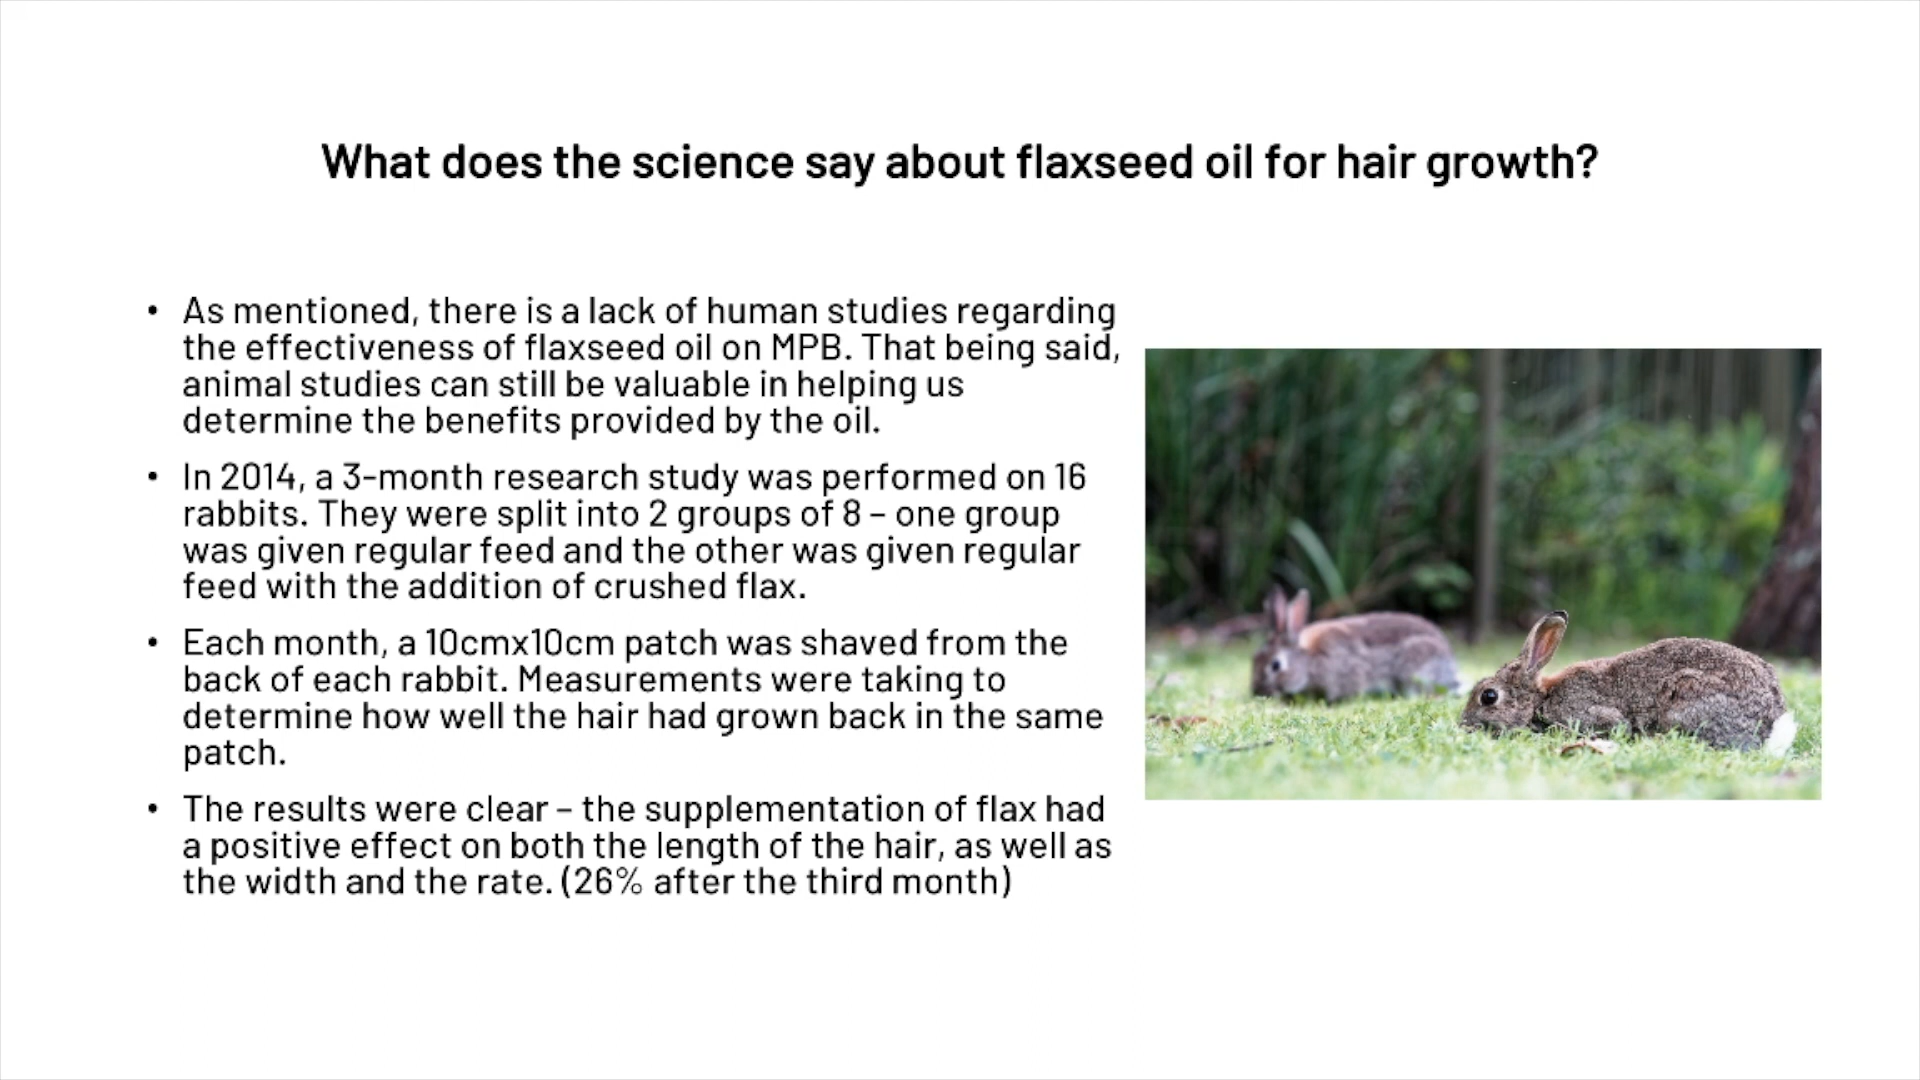 What does the science say about flaxseed oil for hair growth?
• As mentioned, there is a lack of human studies regarding
the effectiveness of flaxseed oil on MPB. That being said,
animal studies can still be valuable in helping us
determine the benefits provided by the oil.
• In 2014, a 3-month research study was performed on 16
rabbits. They were split into 2 groups of 8 – one group
was given regular feed and the other was given regular
feed with the addition of crushed flax.
• Each month, a 10cmx10cm patch was shaved from the
back of each rabbit. Measurements were taking to
determine how well the hair had grown back in the same
patch.
• The results were clear – the supplementation of flax had
a positive effect on both the length of the hair, as well as
the width and the rate. (26% after the third month)